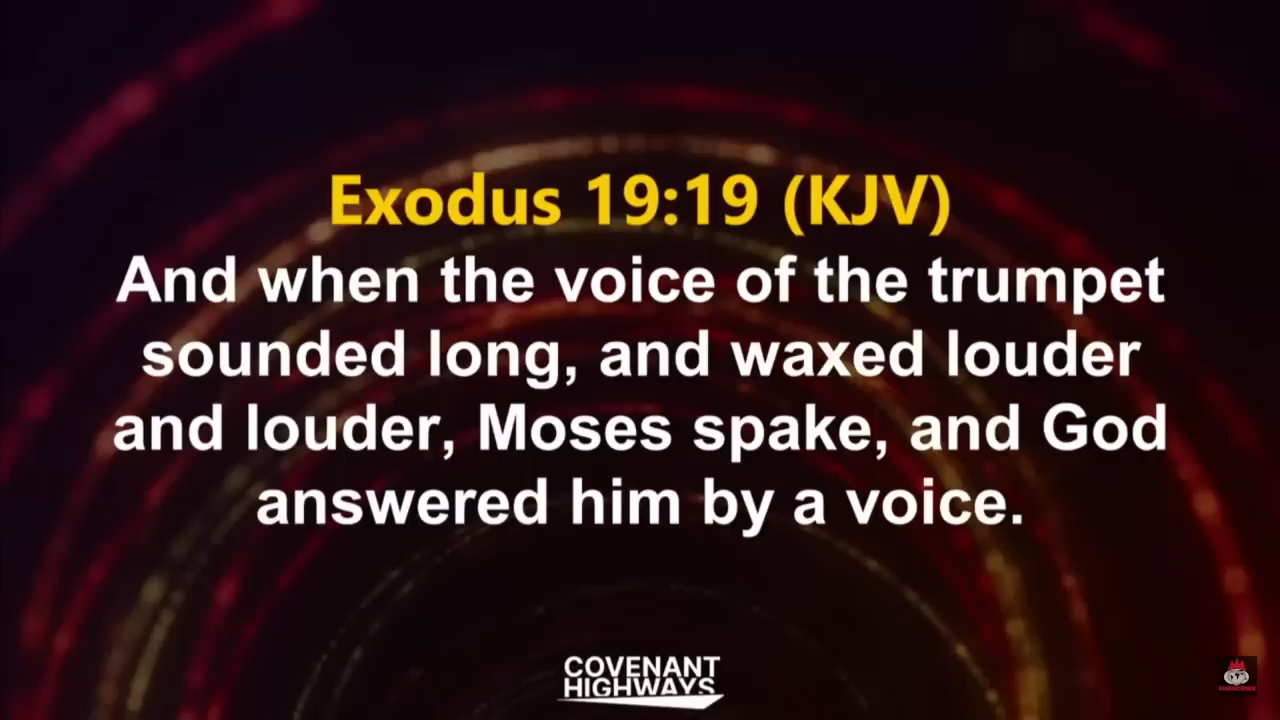 Exodus 19:19 (KJV)
And when the voice of the trumpet
sounded long, and waxed louder
and louder, Moses spake, and God
answered him by a voice.
COVENANT
HIGHWAYS